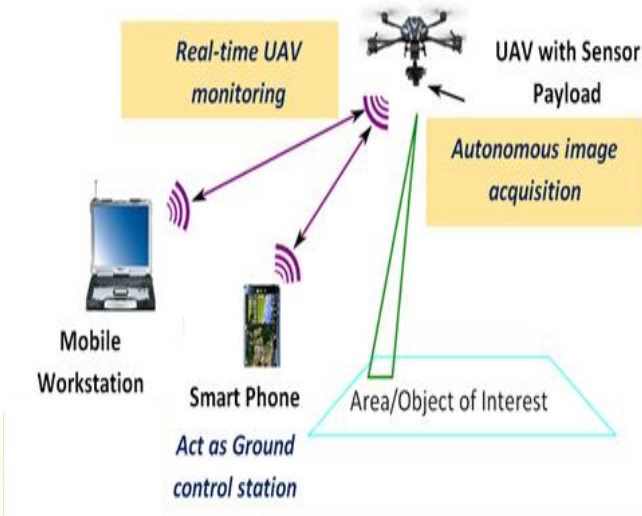 Real-time UAV
monitoring
UAV with Sensor
Payload
Autonomous image
acquisition
Mobile
Workstation
Smart Phone
Act as Ground
control station
Area/Object of Interest